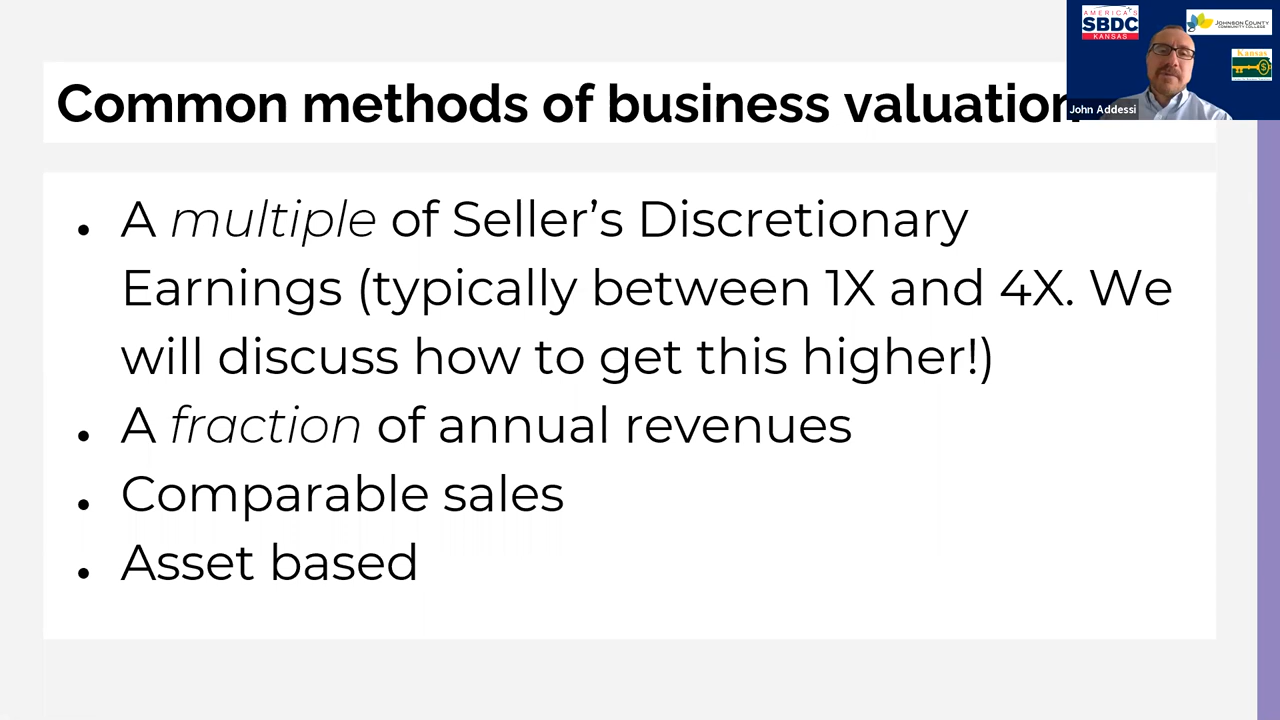 Common methods of business valuation
• A multiple of Seller’s Discretionary
Earnings (typically between 1X and 4X. We
will discuss how to get this higher!)
• A fraction of annual revenues
• Comparable sales
• Asset based
AMERICA'S
SBDC
KANSAS
JOHNSON COUNTY
COMMUNITY COLLEGE
Kansas
John Addessi